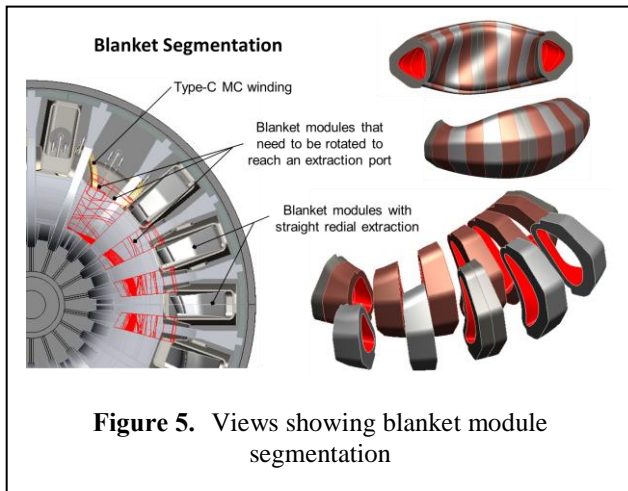 Blanket Segmentation
Type-C MC winding
Blanket modules that
need to be rotated to
reach an extraction port
Blanket modules with
straight redial extraction
Figure 5. Views showing blanket module
segmentation